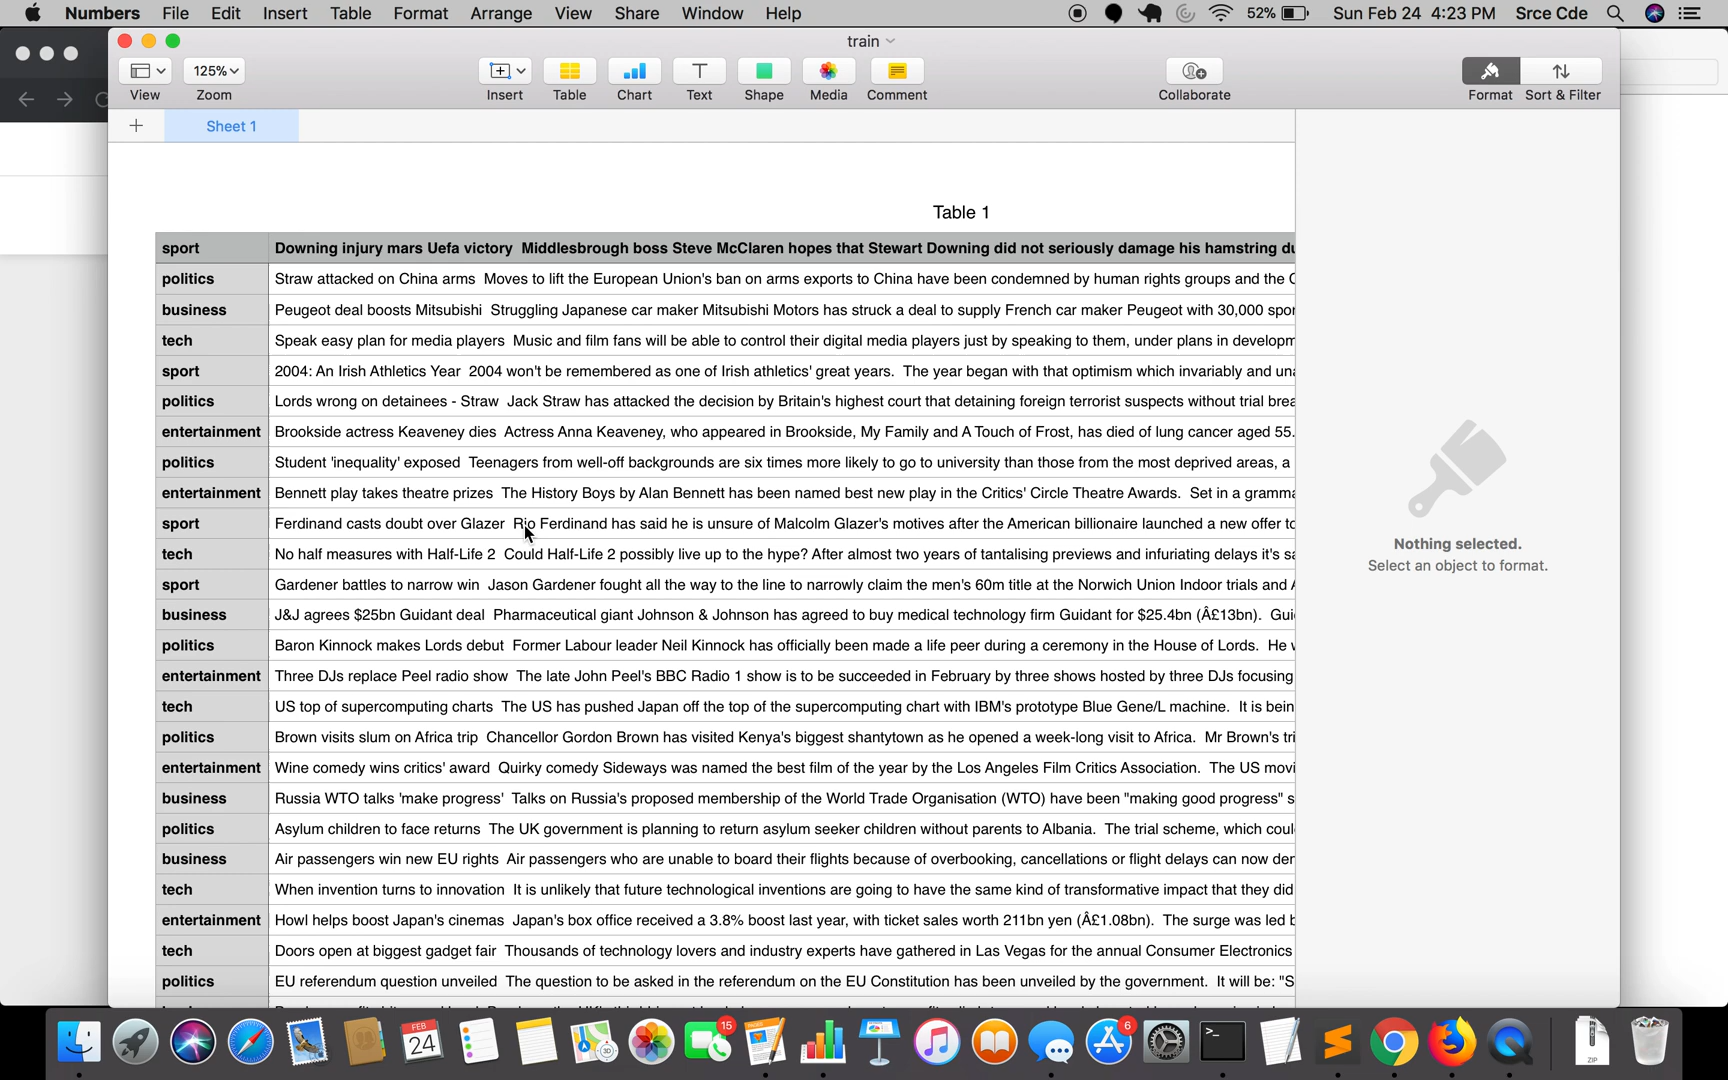 Numbers File Edit Insert Table Format Arrange View Share Window Help 52% Sun Feb 24 4:23 PM Srce Cde
train
125%
View Zoom Insert Table Chart Text Shape Media Comment Collaborate Format Sort & Filter
Sheet 1
Table 1
sport Downing injury mars Uefa victory Middlesbrough boss Steve McClaren hopes that Stewart Downing did not seriously damage his hamstring du
politics Straw attacked on China arms Moves to lift the European Union's ban on arms exports to China have been condemned by human rights groups and the C
business Peugeot deal boosts Mitsubishi Struggling Japanese car maker Mitsubishi Motors has struck a deal to supply French car maker Peugeot with 30,000 spor
tech Speak easy plan for media players Music and film fans will be able to control their digital media players just by speaking to them, under plans in developm
sport 2004: An Irish Athletics Year 2004 won't be remembered as one of Irish athletics' great years. The year began with that optimism which invariably and una
politics Lords wrong on detainees - Straw Jack Straw has attacked the decision by Britain's highest court that detaining foreign terrorist suspects without trial brea
entertainment Brookside actress Keaveney dies Actress Anna Keaveney, who appeared in Brookside, My Family and A Touch of Frost, has died of lung cancer aged 55.
politics Student 'inequality' exposed Teenagers from well-off backgrounds are six times more likely to go to university than those from the most deprived areas, a
entertainment Bennett play takes theatre prizes The History Boys by Alan Bennett has been named best new play in the Critics' Circle Theatre Awards. Set in a gramma
sport Ferdinand casts doubt over Glazer Rio Ferdinand has said he is unsure of Malcolm Glazer's motives after the American billionaire launched a new offer to
tech No half measures with Half-Life 2 Could Half-Life 2 possibly live up to the hype? After almost two years of tantalising previews and infuriating delays it's sa
sport Gardener battles to narrow win Jason Gardener fought all the way to the line to narrowly claim the men's 60m title at the Norwich Union Indoor trials and A
business J&J agrees $25bn Guidant deal Pharmaceutical giant Johnson & Johnson has agreed to buy medical technology firm Guidant for $25.4bn (Â£13bn). Gui
politics Baron Kinnock makes Lords debut Former Labour leader Neil Kinnock has officially been made a life peer during a ceremony in the House of Lords. He w
entertainment Three DJs replace Peel radio show The late John Peel's BBC Radio 1 show is to be succeeded in February by three shows hosted by three DJs focusing
tech US top of supercomputing charts The US has pushed Japan off the top of the supercomputing chart with IBM's prototype Blue Gene/L machine. It is bein
politics Brown visits slum on Africa trip Chancellor Gordon Brown has visited Kenya's biggest shantytown as he opened a week-long visit to Africa. Mr Brown's tri
entertainment Wine comedy wins critics' award Quirky comedy Sideways was named the best film of the year by the Los Angeles Film Critics Association. The US movi
business Russia WTO talks 'make progress' Talks on Russia's proposed membership of the World Trade Organisation (WTO) have been "making good progress" s
politics Asylum children to face returns The UK government is planning to return asylum seeker children without parents to Albania. The trial scheme, which coul
business Air passengers win new EU rights Air passengers who are unable to board their flights because of overbooking, cancellations or flight delays can now den
tech When invention turns to innovation It is unlikely that future technological inventions are going to have the same kind of transformative impact that they did
entertainment Howl helps boost Japan's cinemas Japan's box office received a 3.8% boost last year, with ticket sales worth 211bn yen (Â£1.08bn). The surge was led b
tech Doors open at biggest gadget fair Thousands of technology lovers and industry experts have gathered in Las Vegas for the annual Consumer Electronics
politics EU referendum question unveiled The question to be asked in the referendum on the EU Constitution has been unveiled by the government. It will be: "S
Nothing selected.
Select an object to format.
FEB
24
15
6
ZIP